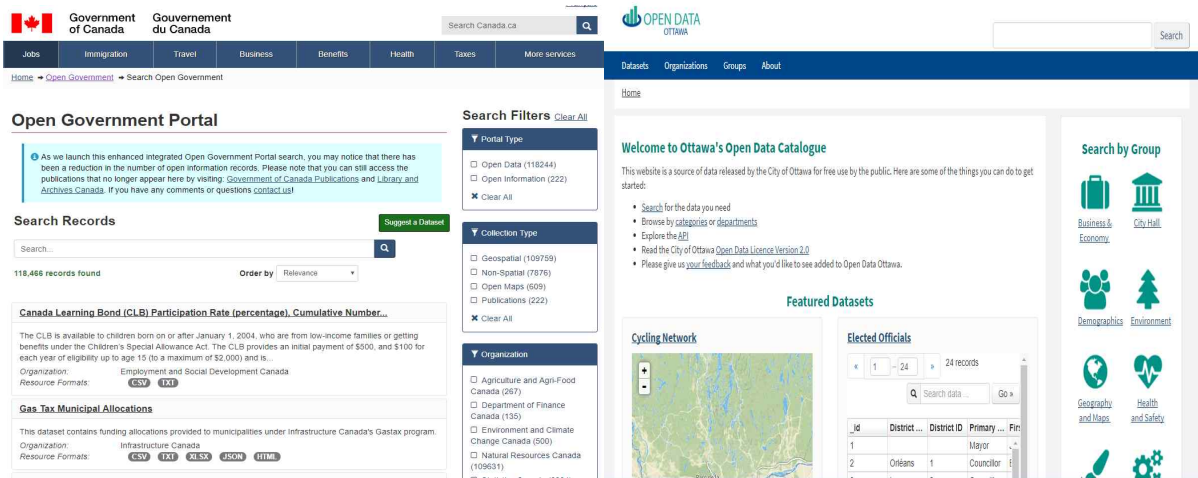 Government of Canada
Gouvernement du Canada
Search Canada.ca
Jobs Immigration Travel Business Benefits Health Taxes More services
Home ➔ Open Government ➔ Search Open Government
Open Government Portal
As we launch this enhanced integrated Open Government Portal search, you may notice that there has
been a reduction in the number of open information records. Please note that you can still access the
publications that no longer appear here by visiting: Government of Canada Publications and Library and
Archives Canada. If you have any comments or questions contact us!
Search Records
Suggest a Dataset
Search...
118,466 records found
Order by Relevance
Canada Learning Bond (CLB) Participation Rate (percentage), Cumulative Number...
The CLB is available to children born on or after January 1, 2004, who are from low-income families or getting
benefits under the Children's Special Allowance Act. The CLB provides an initial payment of $500, and $100 for
each year of eligibility up to age 15 (to a maximum of $2,000) and is...
Organization: Employment and Social Development Canada
Resource Formats: CSV TXT
Gas Tax Municipal Allocations
This dataset contains funding allocations provided to municipalities under Infrastructure Canada's Gastax program.
Organization: Infrastructure Canada
Resource Formats: CSV TXT XLSX JSON HTML
Search Filters Clear All
Portal Type
Open Data (118244)
Open Information (222)
Clear All
Collection Type
Geospatial (109759)
Non-Spatial (7876)
Open Maps (609)
Publications (222)
Clear All
Organization
Agriculture and Agri-Food
Canada (267)
Department of Finance
Canada (135)
Environment and Climate
Change Canada (500)
Natural Resources Canada
(109631)
OPEN DATA
OTTAWA
Search
Datasets Organizations Groups About
Home
Welcome to Ottawa's Open Data Catalogue
This website is a source of data released by the City of Ottawa for free use by the public. Here are some of the things you can do to get
started:
Search for the data you need
Browse by categories or departments
Explore the API
Read the City of Ottawa Open Data Licence Version 2.0
Please give us your feedback and what you'd like to see added to Open Data Ottawa.
Featured Datasets
Cycling Network
+
-
Elected Officials
« 1 – 24 » 24 records
Search data ... Go »
_id District ... District ID Primary ... Firs
1 Mayor
2 Orléans 1 Councillor
Search by Group
Business & Economy
City Hall
Demographics
Environment
Geography and Maps
Health and Safety